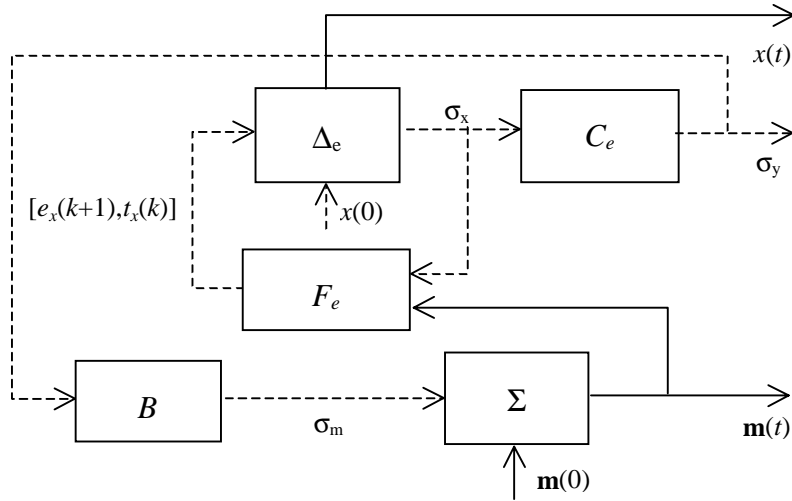 x(t)
σx
Δe
Ce
σy
[ex(k+1),tx(k)]
x(0)
Fe
B
Σ
σm
m(t)
m(0)